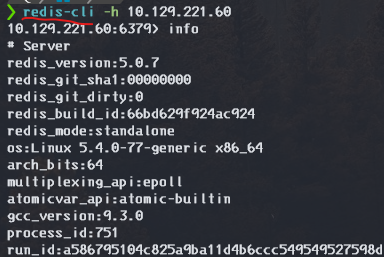 ❯ redis-cli -h 10.129.221.60
10.129.221.60:6379> info
# Server
redis_version:5.0.7
redis_git_sha1:00000000
redis_git_dirty:0
redis_build_id:66bd629f924ac924
redis_mode:standalone
os:Linux 5.4.0-77-generic x86_64
arch_bits:64
multiplexing_api:epoll
atomicvar_api:atomic-builtin
gcc_version:9.3.0
process_id:751
run_id:a586795104c825a9ba11d4b6ccc549549527598d